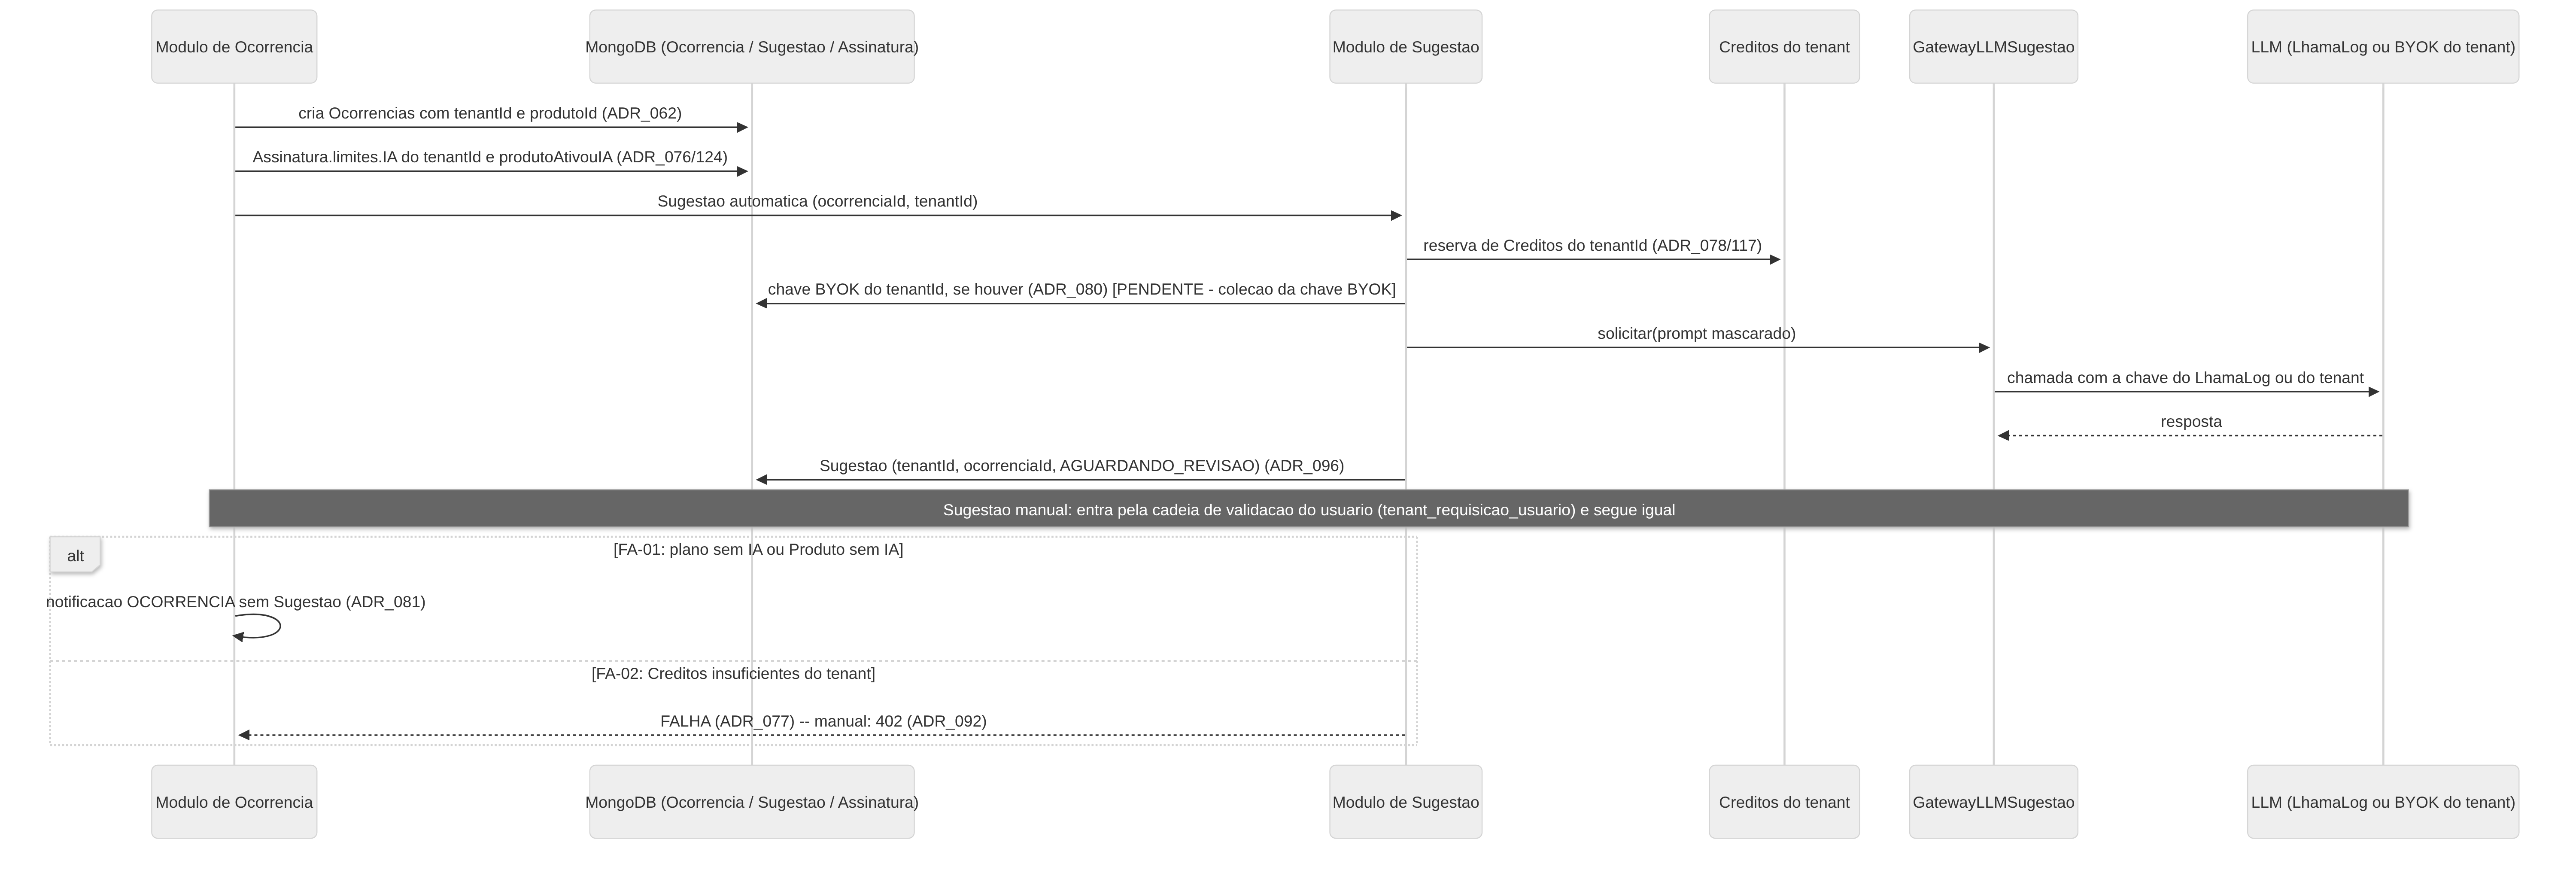 Modulo de Ocorrencia
MongoDB (Ocorrencia / Sugestao / Assinatura)
Modulo de Sugestao
Creditos do tenant
GatewayLLMSugestao
LLM (LhamaLog ou BYOK do tenant)
cria Ocorrencias com tenantId e produtoId (ADR_062)
Assinatura.limites.IA do tenantId e produtoAtivouIA (ADR_076/124)
Sugestao automatica (ocorrenciaId, tenantId)
reserva de Creditos do tenantId (ADR_078/117)
chave BYOK do tenantId, se houver (ADR_080) [PENDENTE - colecao da chave BYOK]
solicitar(prompt mascarado)
chamada com a chave do LhamaLog ou do tenant
resposta
Sugestao (tenantId, ocorrenciaId, AGUARDANDO_REVISAO) (ADR_096)
Sugestao manual: entra pela cadeia de validacao do usuario (tenant_requisicao_usuario) e segue igual
alt
[FA-01: plano sem IA ou Produto sem IA]
notificacao OCORRENCIA sem Sugestao (ADR_081)
[FA-02: Creditos insuficientes do tenant]
FALHA (ADR_077) -- manual: 402 (ADR_092)
Modulo de Ocorrencia
MongoDB (Ocorrencia / Sugestao / Assinatura)
Modulo de Sugestao
Creditos do tenant
GatewayLLMSugestao
LLM (LhamaLog ou BYOK do tenant)